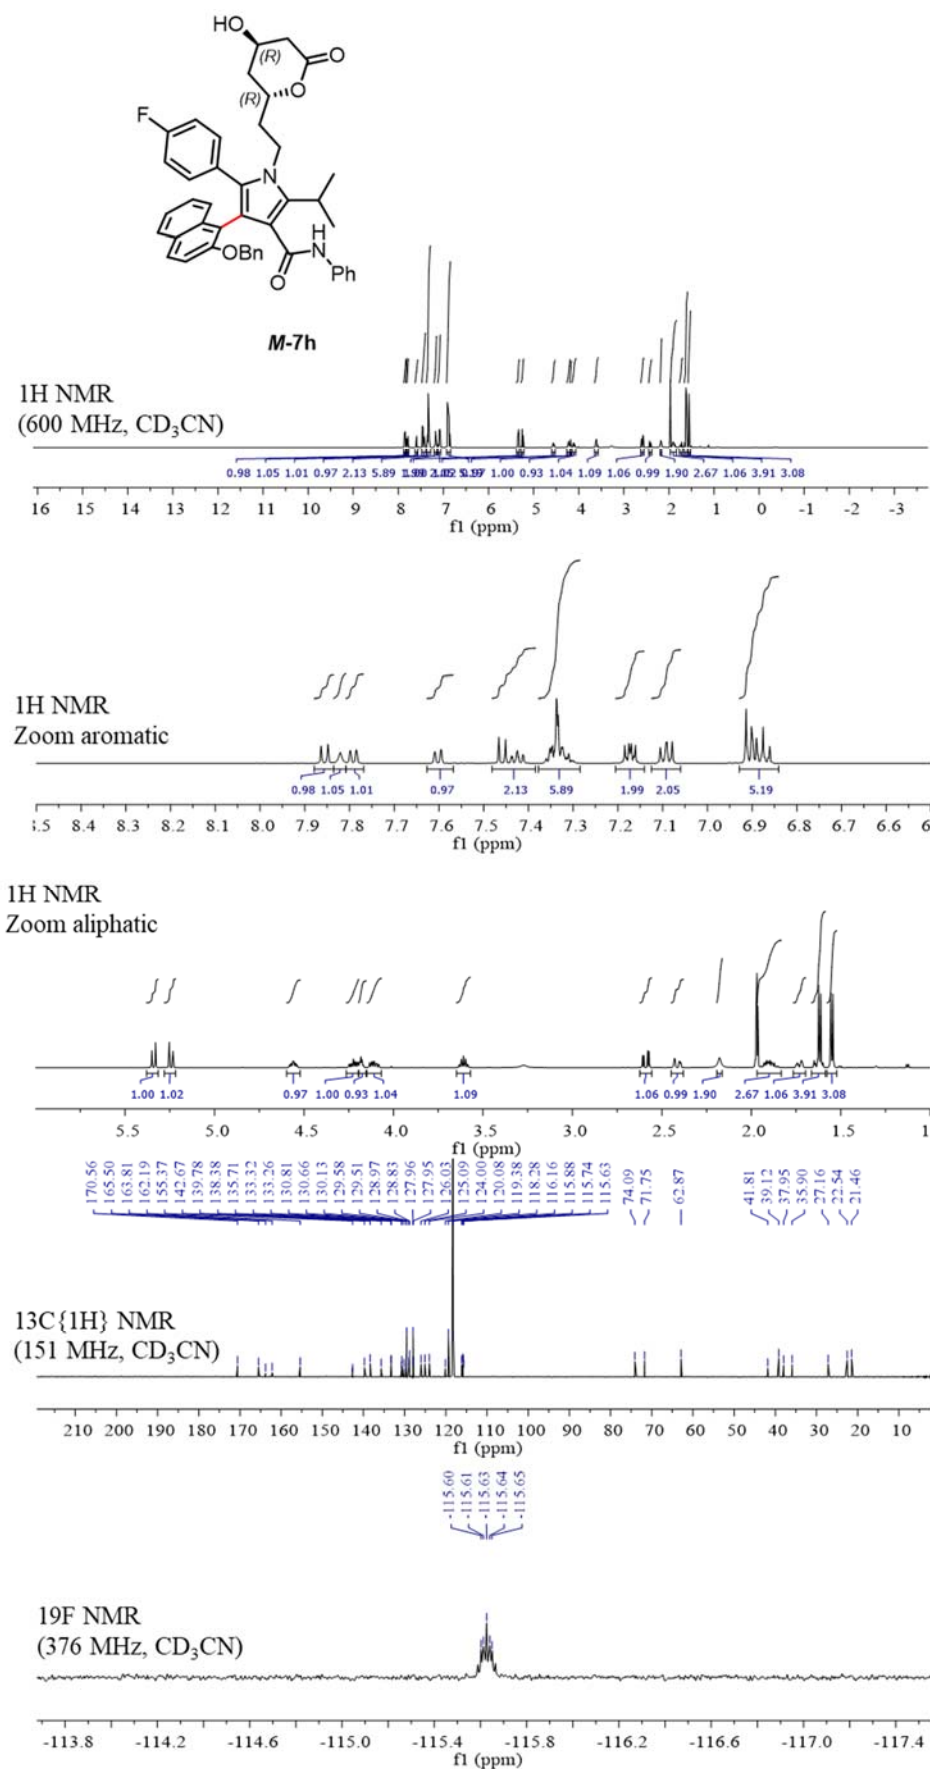 HO
(R)
O
O
(R)
F
N
H
N
OBn
O
Ph
M-7h
1H NMR
(600 MHz, CD3CN)
0.98 1.05 1.01 0.97 2.13 5.89 1.00 0.93 1.04 1.09 1.06 0.99 1.90 2.67 1.06 3.91 3.08
16 15 14 13 12 11 10 9 8 7 6 5 4 3 2 1 0 -1 -2 -3
f1 (ppm)
1H NMR
Zoom aromatic
0.98 1.05 1.01 0.97 2.13 5.89 1.99 2.05 5.19
8.4 8.3 8.2 8.1 8.0 7.9 7.8 7.7 7.6 7.5 7.4 7.3 7.2 7.1 7.0 6.9 6.8 6.7 6.6
f1 (ppm)
1H NMR
Zoom aliphatic
1.00 1.02 0.97 1.00 0.93 1.04 1.09 1.06 0.99 1.90 2.67 1.06 3.91 3.08
5.5 5.0 4.5 4.0 3.5 3.0 2.5 2.0 1.5 1.0
f1 (ppm)
170.56 165.50 163.81 162.19 155.37 142.67 139.78 138.38 135.71 133.32 133.26 130.81 130.66 130.13 129.58 129.51 128.97 128.83 127.96 127.95 126.03 125.09 124.00 120.08 119.38 118.28 116.16 115.88 115.74 115.63 74.09 71.75 62.87 41.81 39.12 37.95 35.90 27.16 22.54 21.46
13C{1H} NMR
(151 MHz, CD3CN)
210 200 190 180 170 160 150 140 130 120 110 100 90 80 70 60 50 40 30 20 10
f1 (ppm)
-115.60 -115.61 -115.63 -115.64 -115.65
19F NMR
(376 MHz, CD3CN)
-113.8 -114.2 -114.6 -115.0 -115.4 -115.8 -116.2 -116.6 -117.0 -117.4
f1 (ppm)